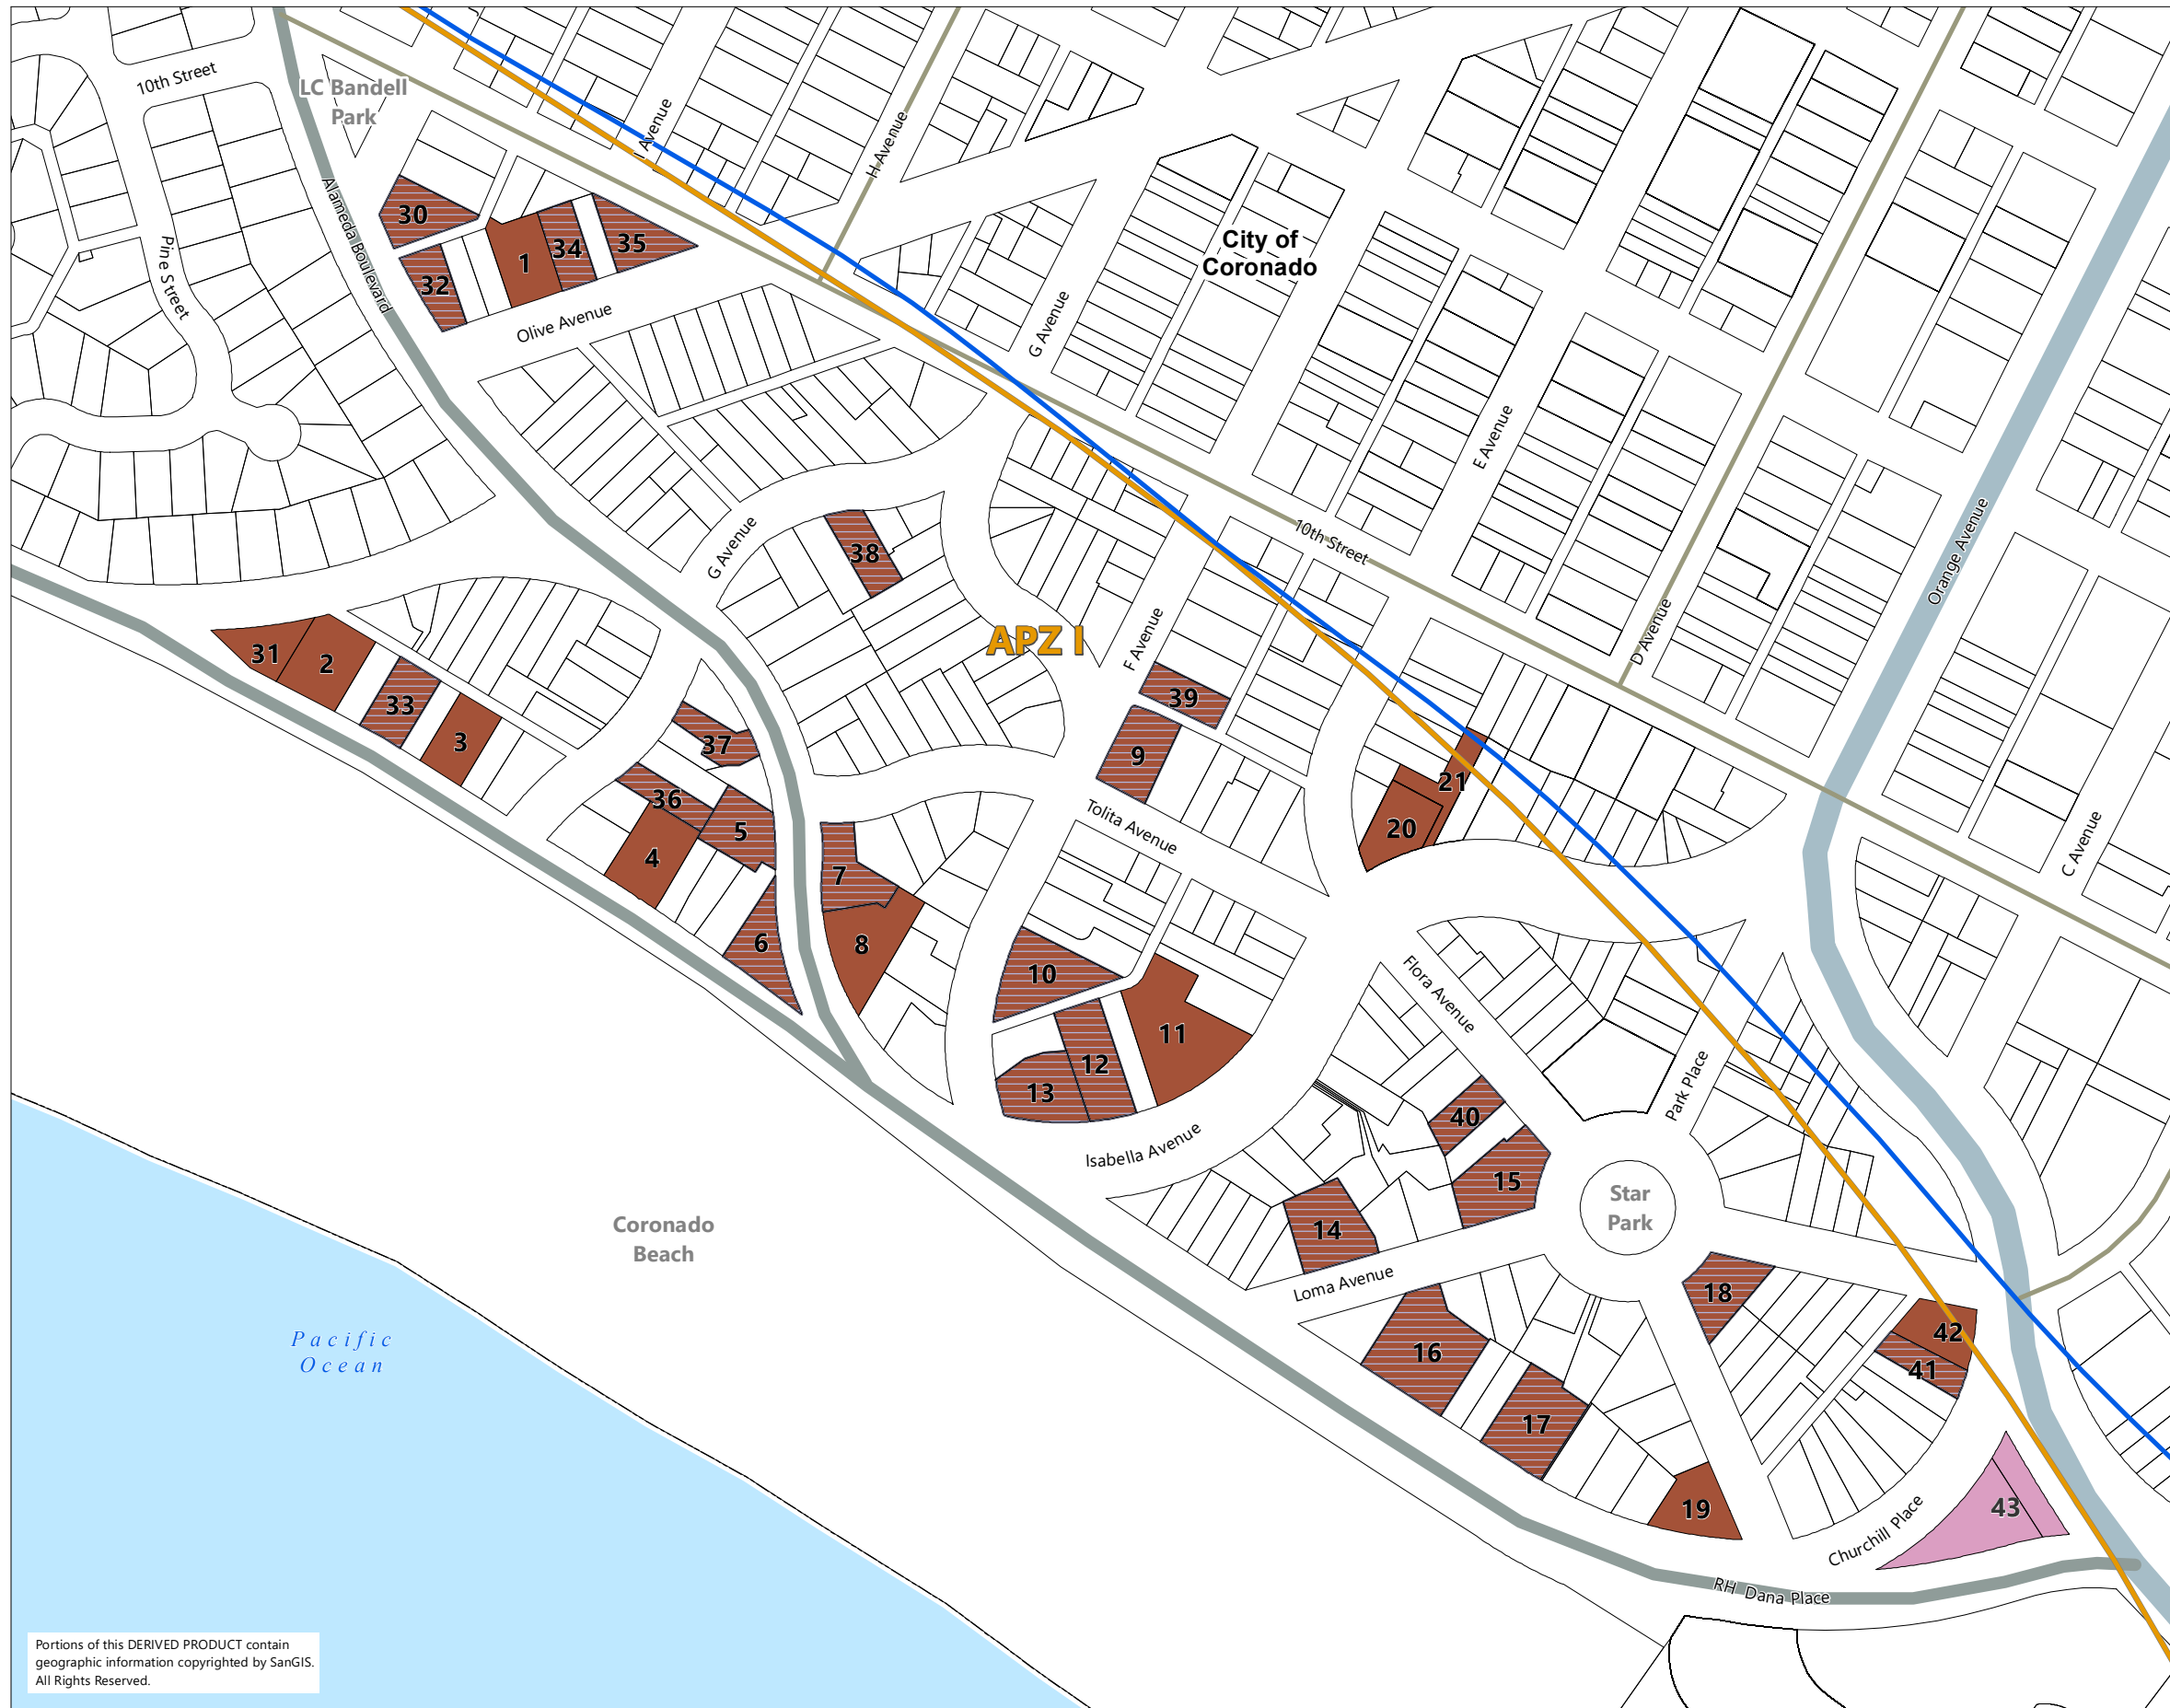 10th Street
LC Bandell
Park
I Avenue
H Avenue
Alameda Boulevard
Pine Street
30
1
34
35
32
Olive Avenue
City of
Coronado
G Avenue
E Avenue
10th Street
Orange Avenue
G Avenue
38
APZ I
F Avenue
D Avenue
31
2
33
3
39
9
37
36
5
4
21
20
Tolita Avenue
C Avenue
7
8
6
10
11
12
13
Flora Avenue
Park Place
Isabella Avenue
40
15
14
Star
Park
Coronado
Beach
Loma Avenue
18
42
41
16
17
19
43
Pacific
Ocean
Churchill Place
RH Dana Place
Portions of this DERIVED PRODUCT contain
geographic information copyrighted by SanGIS.
All Rights Reserved.